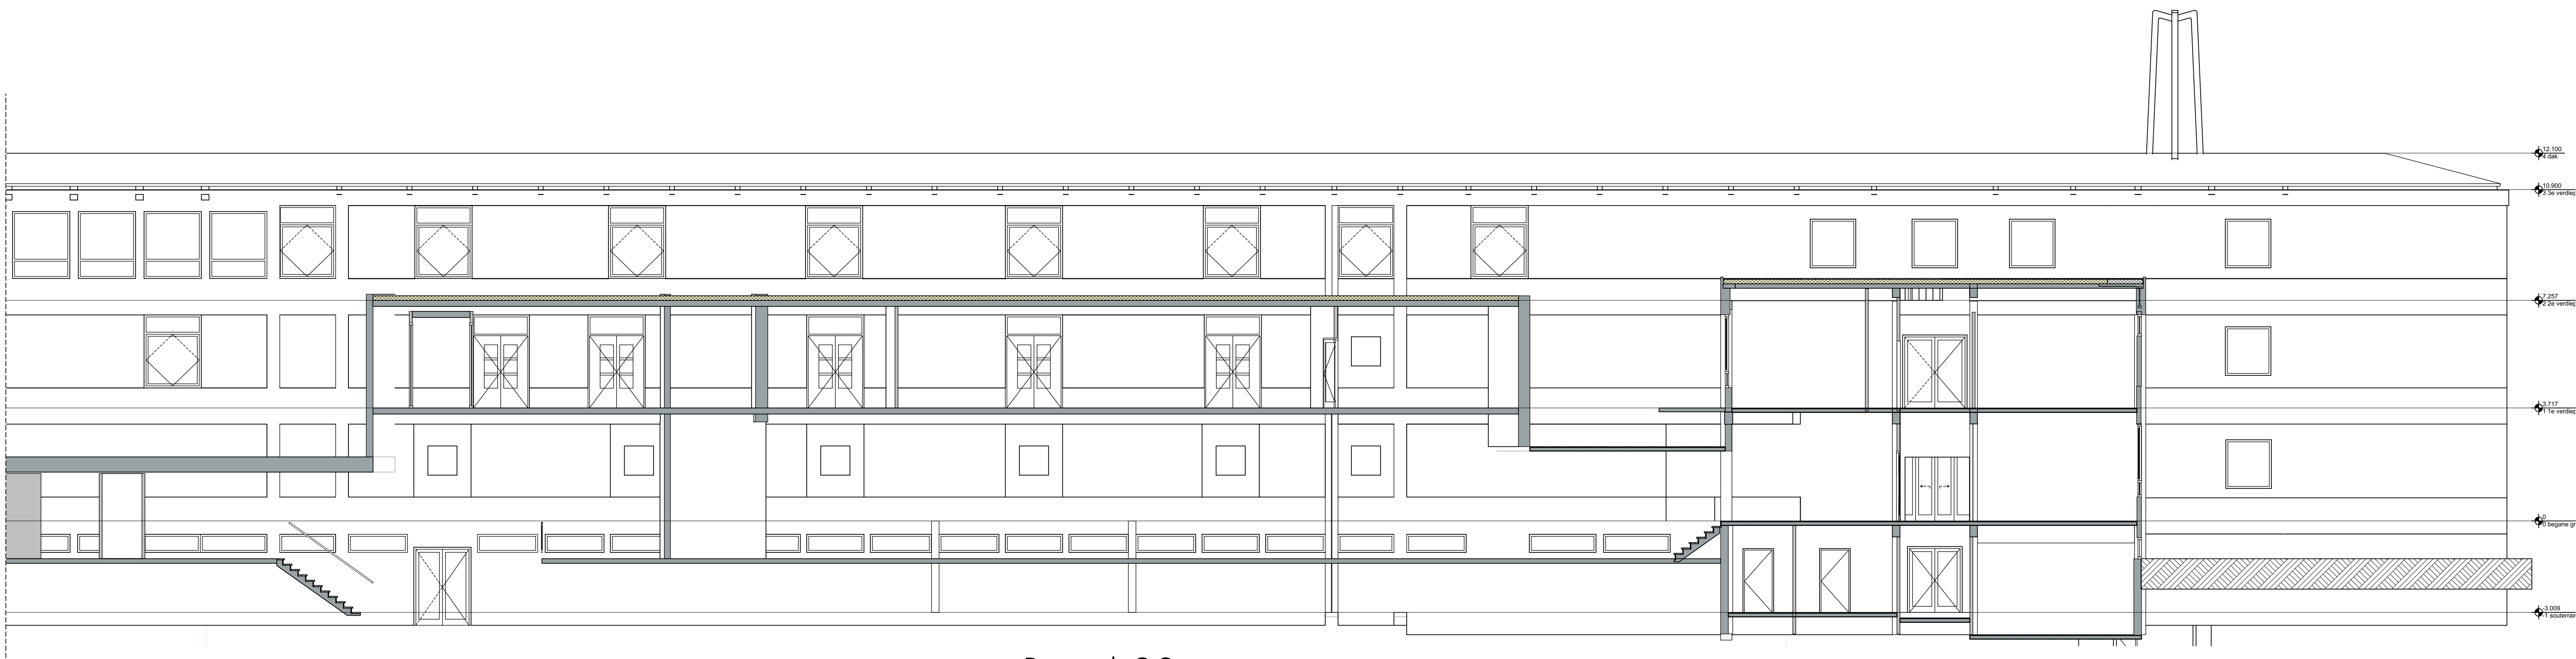 12.100
4 dak
10.900
3 3e verdiep
7.257
2 2e verdiep
3.717
1 1e verdiep
0
0 begane gr
-3.009
-1 souterrain